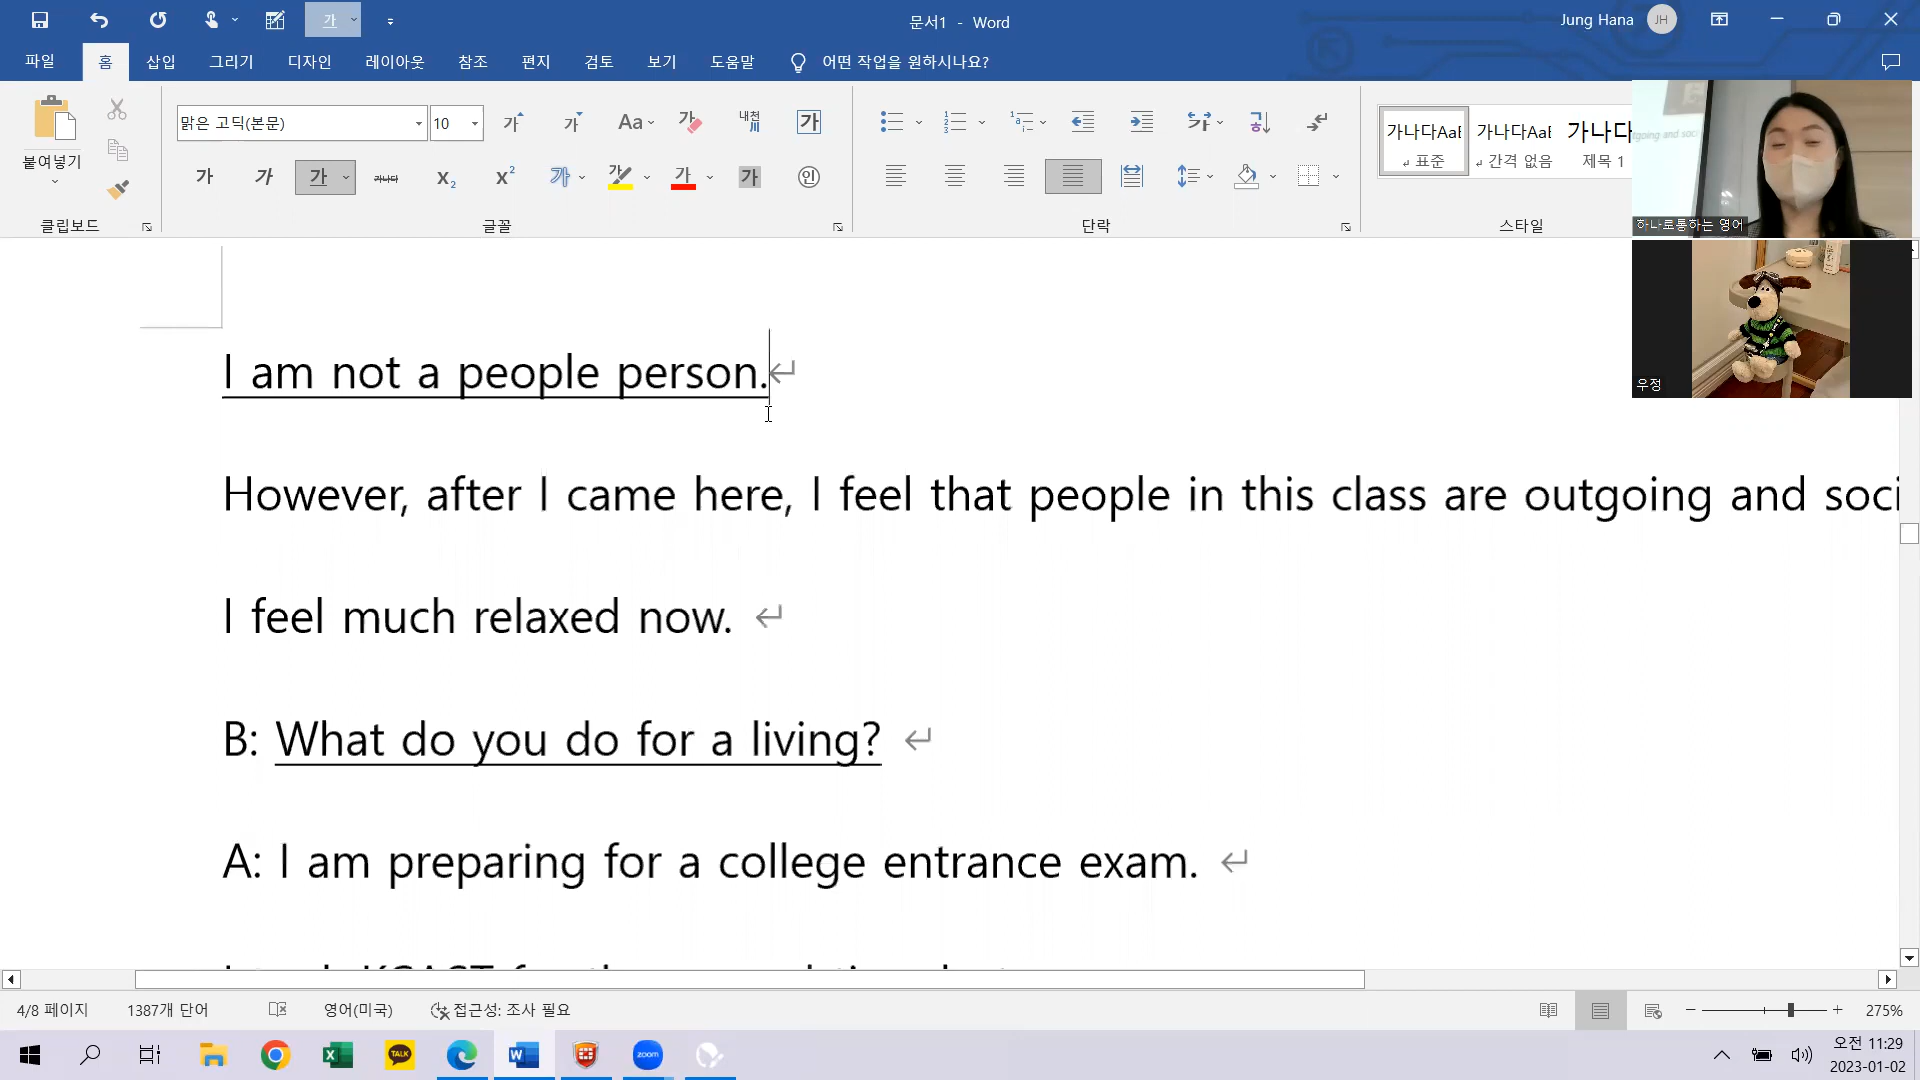 문서1 - Word
Jung Hana JH
파일 홈 삽입 그리기 디자인 레이아웃 참조 편지 검토 보기 도움말 어떤 작업을 원하시나요?
붙여넣기
클립보드
맑은 고딕(본문) 10
글꼴
단락
가나다AaB 표준
가나다AaB 간격 없음
가나다 제목 1
스타일
하나로통하는 영어
우정
I am not a people person.
However, after I came here, I feel that people in this class are outgoing and soci
I feel much relaxed now.
B: What do you do for a living?
A: I am preparing for a college entrance exam.
4/8 페이지 1387개 단어 영어(미국) 접근성: 조사 필요 275%
TALK
zoom
오전 11:29
2023-01-02